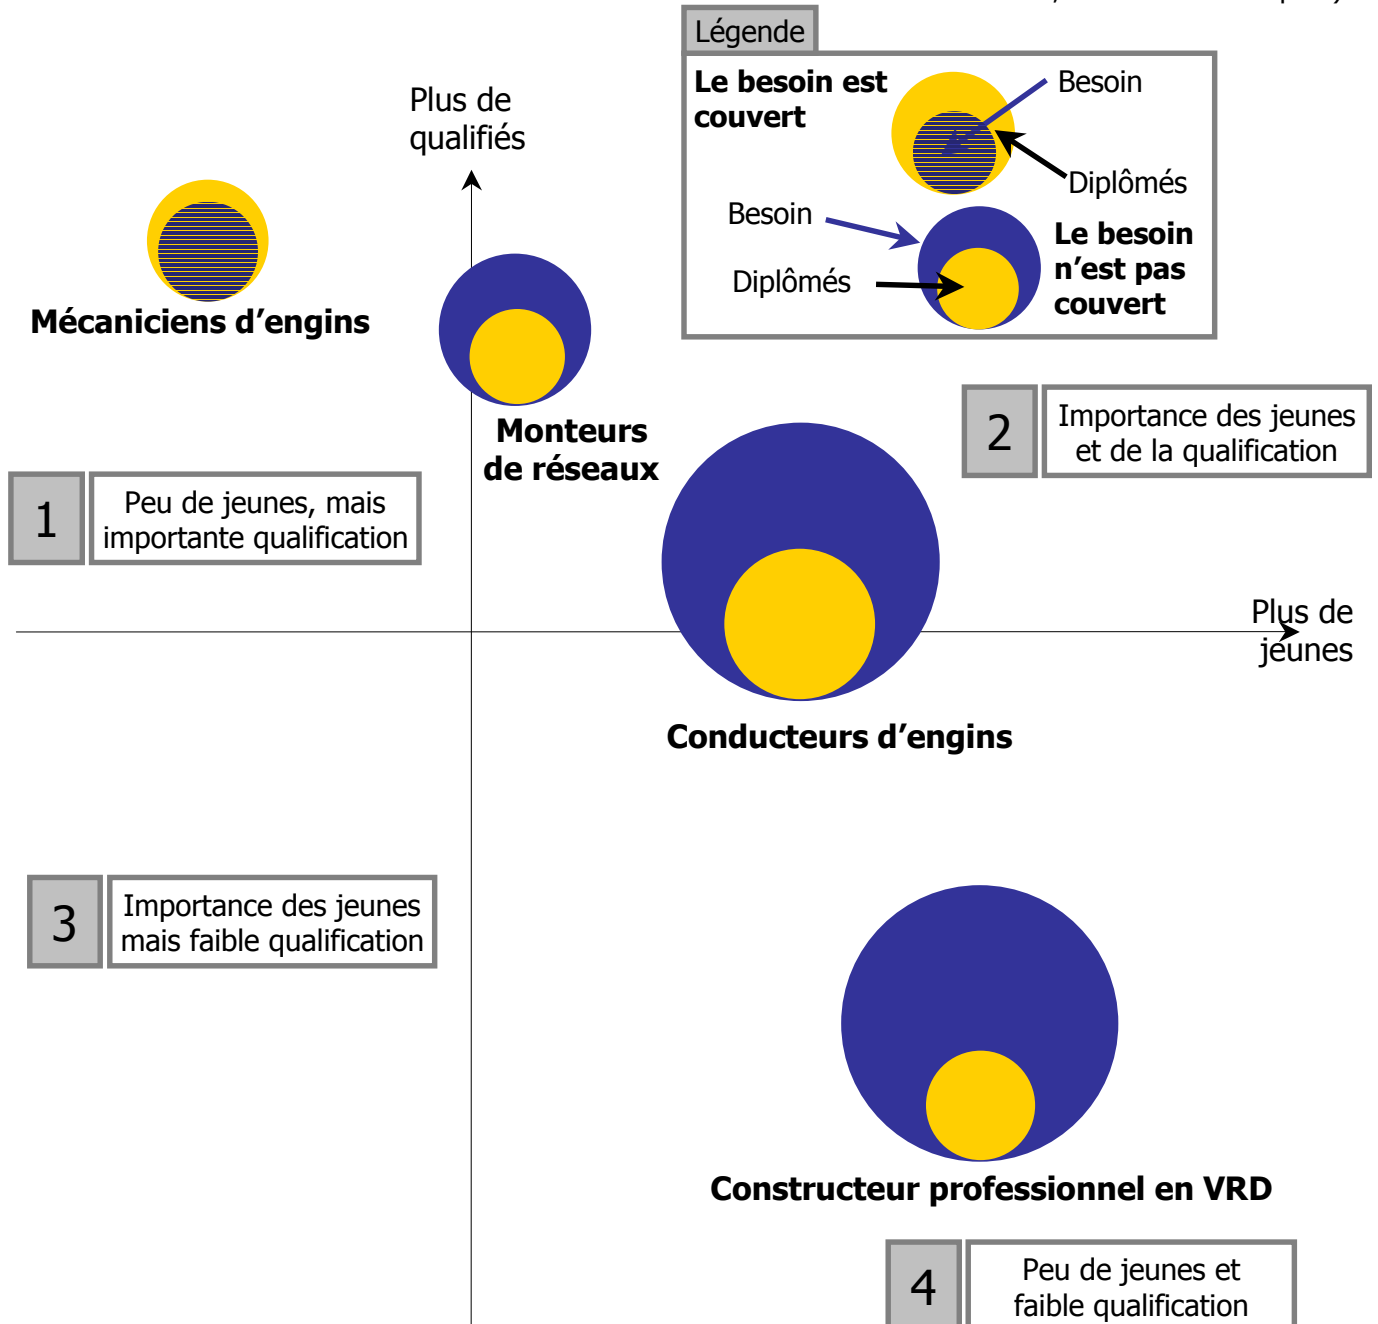 Légende
Le besoin est
couvert
Besoin
Diplômés
Besoin
Diplômés
Le besoin
n’est pas
couvert
Plus de
qualifiés
Mécaniciens d’engins
Monteurs
de réseaux
2
Importance des jeunes
et de la qualification
1
Peu de jeunes, mais
importante qualification
Plus de
jeunes
Conducteurs d’engins
3
Importance des jeunes
mais faible qualification
Constructeur professionnel en VRD
4
Peu de jeunes et
faible qualification